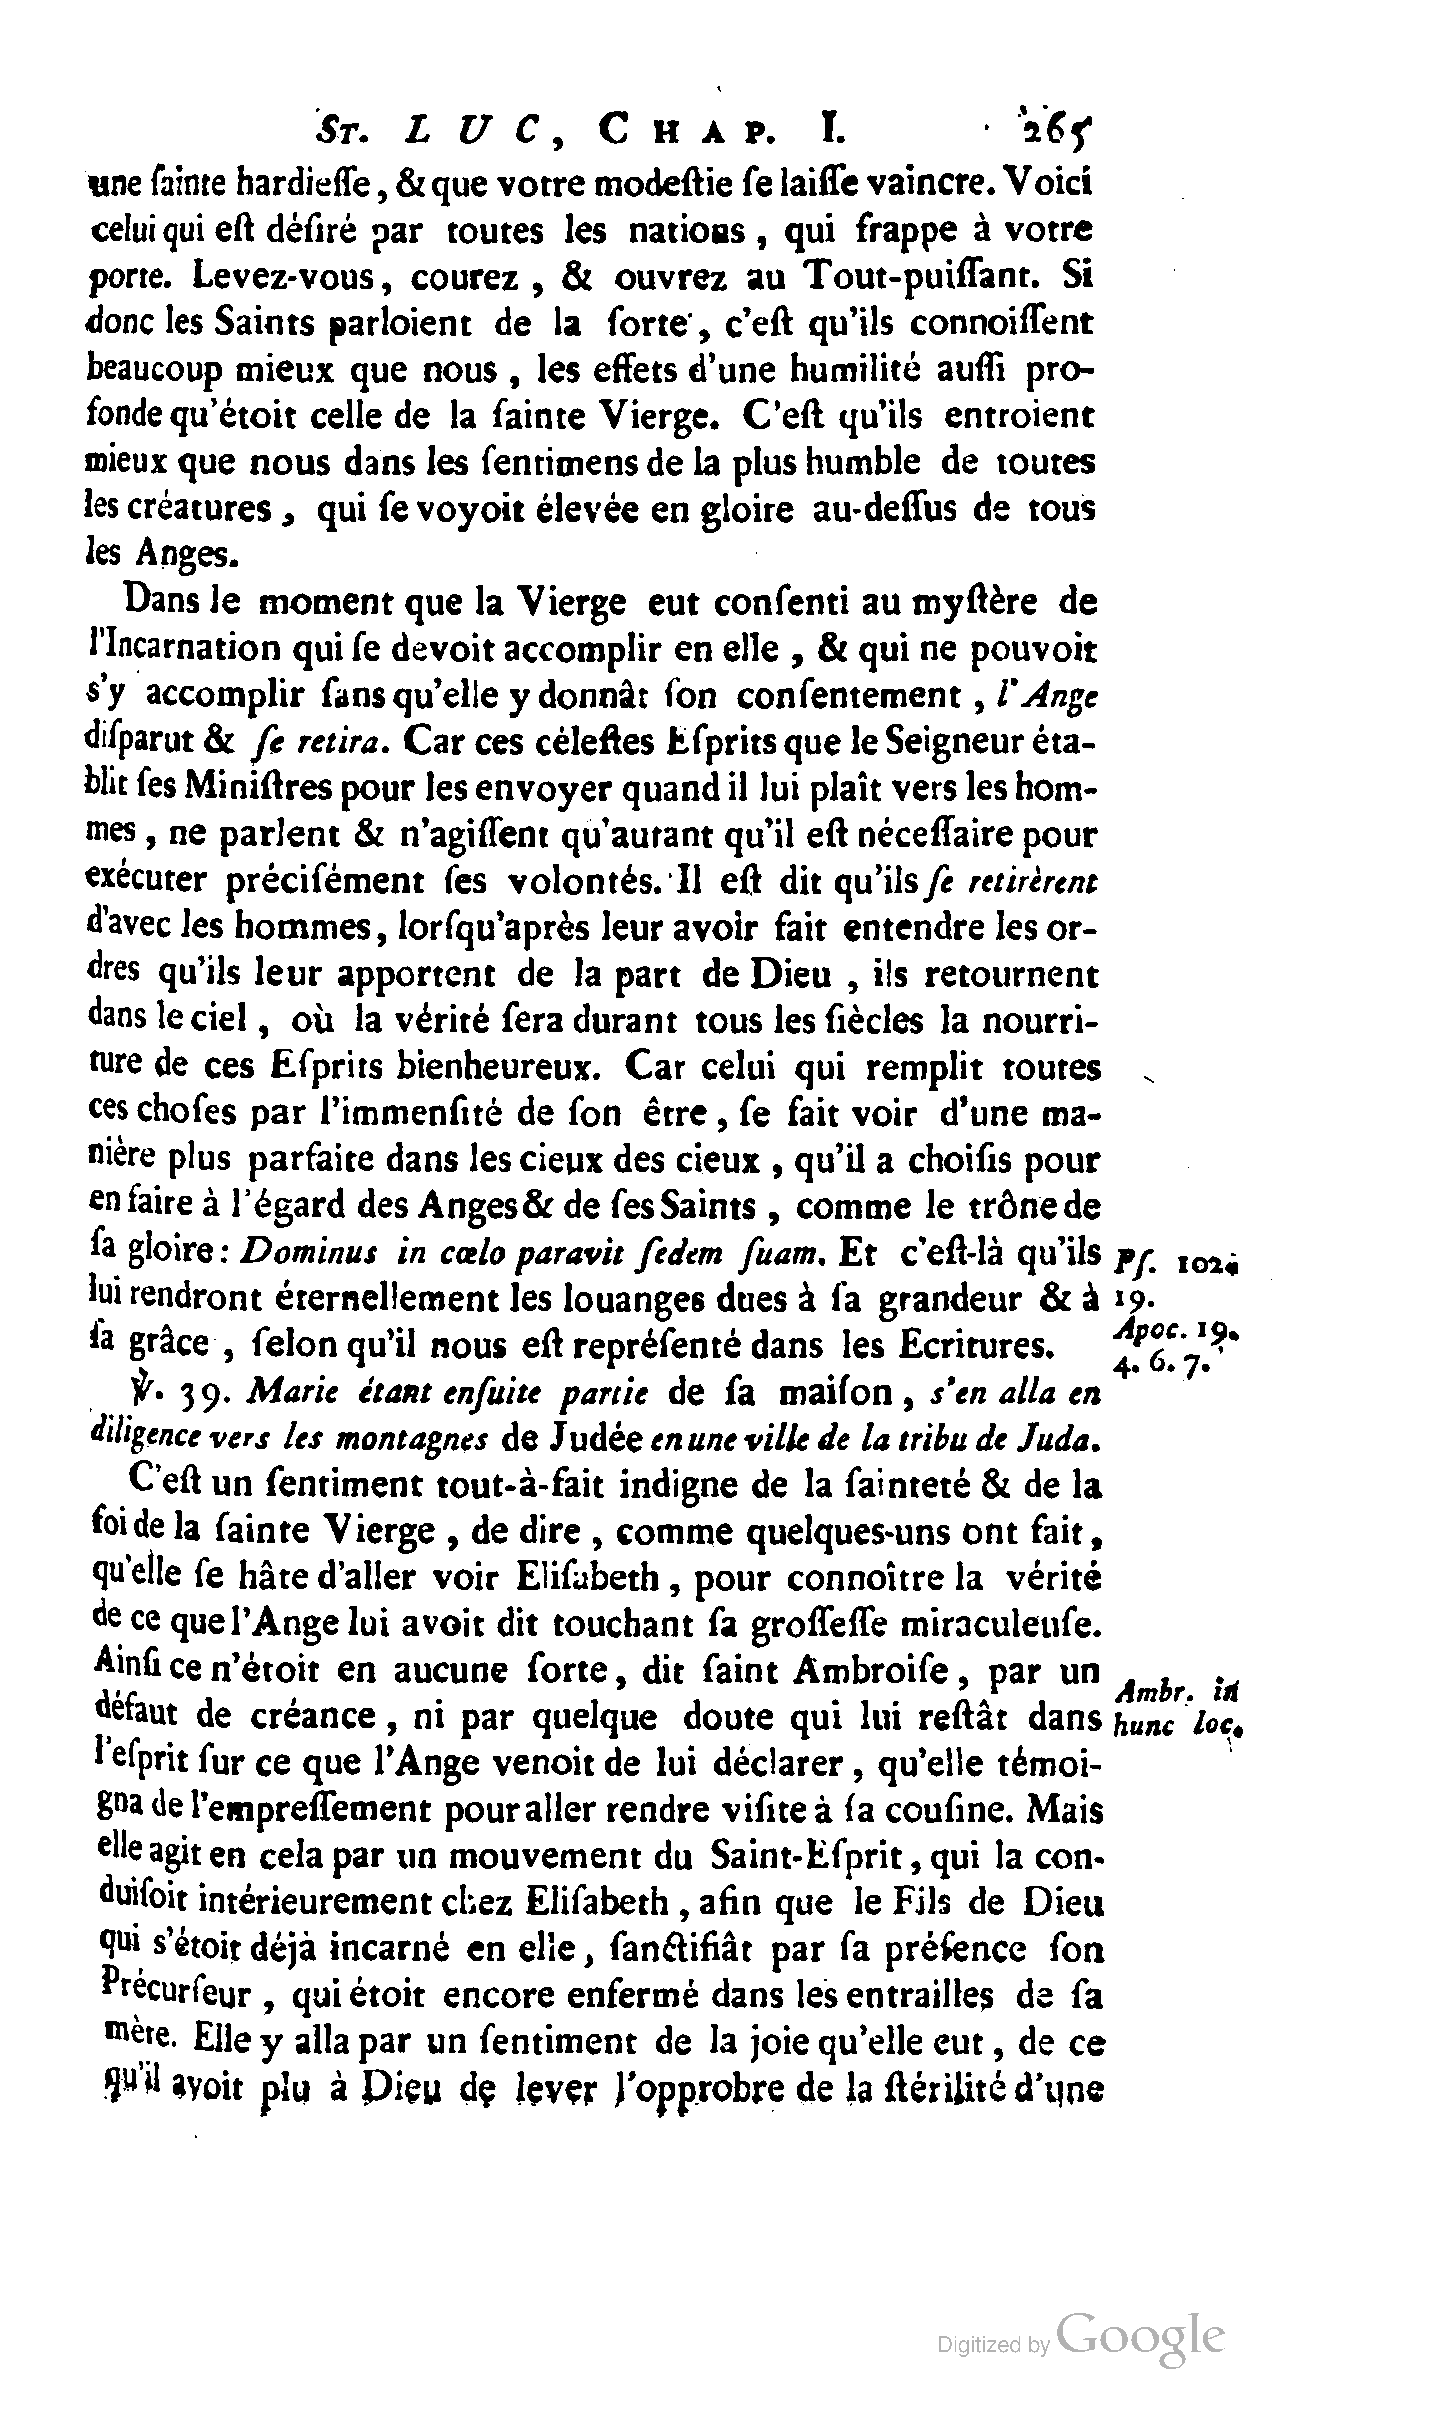 ST. LUC, CHAP. I. 265
une ſainte hardieſſe, & que votre modeſtie ſe laiſſe vaincre. Voici
celui qui eſt déſiré par toutes les nations, qui frappe à votre
porte. Levez-vous, courez, & ouvrez au Tout-puiſſant. Si
donc les Saints parloient de la ſorte, c'eſt qu'ils connoiſſent
beaucoup mieux que nous, les effets d'une humilité auſſi pro-
fonde qu'étoit celle de la ſainte Vierge. C'eſt qu'ils entroient
mieux que nous dans les ſentimens de la plus humble de toutes
les créatures, qui ſe voyoit élevée en gloire au-deſſus de tous
les Anges.
Dans le moment que la Vierge eut conſenti au myſtère de
l'Incarnation qui ſe devoit accomplir en elle, & qui ne pouvoit
s'y accomplir ſans qu'elle y donnât ſon conſentement, l'Ange
diſparut & ſe retira. Car ces céleſtes Eſprits que le Seigneur éta-
blit ſes Miniſtres pour les envoyer quand il lui plaît vers les hom-
mes, ne parlent & n'agiſſent qu'autant qu'il eſt néceſſaire pour
exécuter préciſément ſes volontés. Il eſt dit qu'ils ſe retirèrent
d'avec les hommes, lorſqu'après leur avoir fait entendre les or-
dres qu'ils leur apportent de la part de Dieu, ils retournent
dans le ciel, où la vérité ſera durant tous les ſiècles la nourri-
ture de ces Eſprits bienheureux. Car celui qui remplit toutes
ces choſes par l'immenſité de ſon être, ſe fait voir d'une ma-
nière plus parfaite dans les cieux des cieux, qu'il a choiſis pour
en faire à l'égard des Anges & de ſes Saints, comme le trône de
ſa gloire: Dominus in cœlo paravit ſedem ſuam. Et c'eſt-là qu'ils Pſ. 102.
lui rendront éternellement les louanges dues à ſa grandeur & à 19.
ſa grâce, ſelon qu'il nous eſt repréſenté dans les Ecritures. Apoc. 19.
4. 6. 7.
℣. 39. Marie étant enſuite partie de ſa maiſon, s'en alla en
diligence vers les montagnes de Judée en une ville de la tribu de Juda.
C'eſt un ſentiment tout-à-fait indigne de la ſainteté & de la
foi de la ſainte Vierge, de dire, comme quelques-uns ont fait,
qu'elle ſe hâte d'aller voir Eliſabeth, pour connoître la vérité
de ce que l'Ange lui avoit dit touchant ſa groſſeſſe miraculeuſe.
Ainſi ce n'étoit en aucune ſorte, dit ſaint Ambroiſe, par un Ambr. in
défaut de créance, ni par quelque doute qui lui reſtât dans hunc loc.
l'eſprit ſur ce que l'Ange venoit de lui déclarer, qu'elle témoi-
gna de l'empreſſement pour aller rendre viſite à ſa couſine. Mais
elle agit en cela par un mouvement du Saint-Eſprit, qui la con-
duiſoit intérieurement chez Eliſabeth, afin que le Fils de Dieu
qui s'étoit déjà incarné en elle, ſanctifiât par ſa préſence ſon
Précurſeur, qui étoit encore enfermé dans les entrailles de ſa
mère. Elle y alla par un ſentiment de la joie qu'elle eut, de ce
qu'il avoit plu à Dieu de lever l'opprobre de la ſtérilité d'une
Digitized by Google